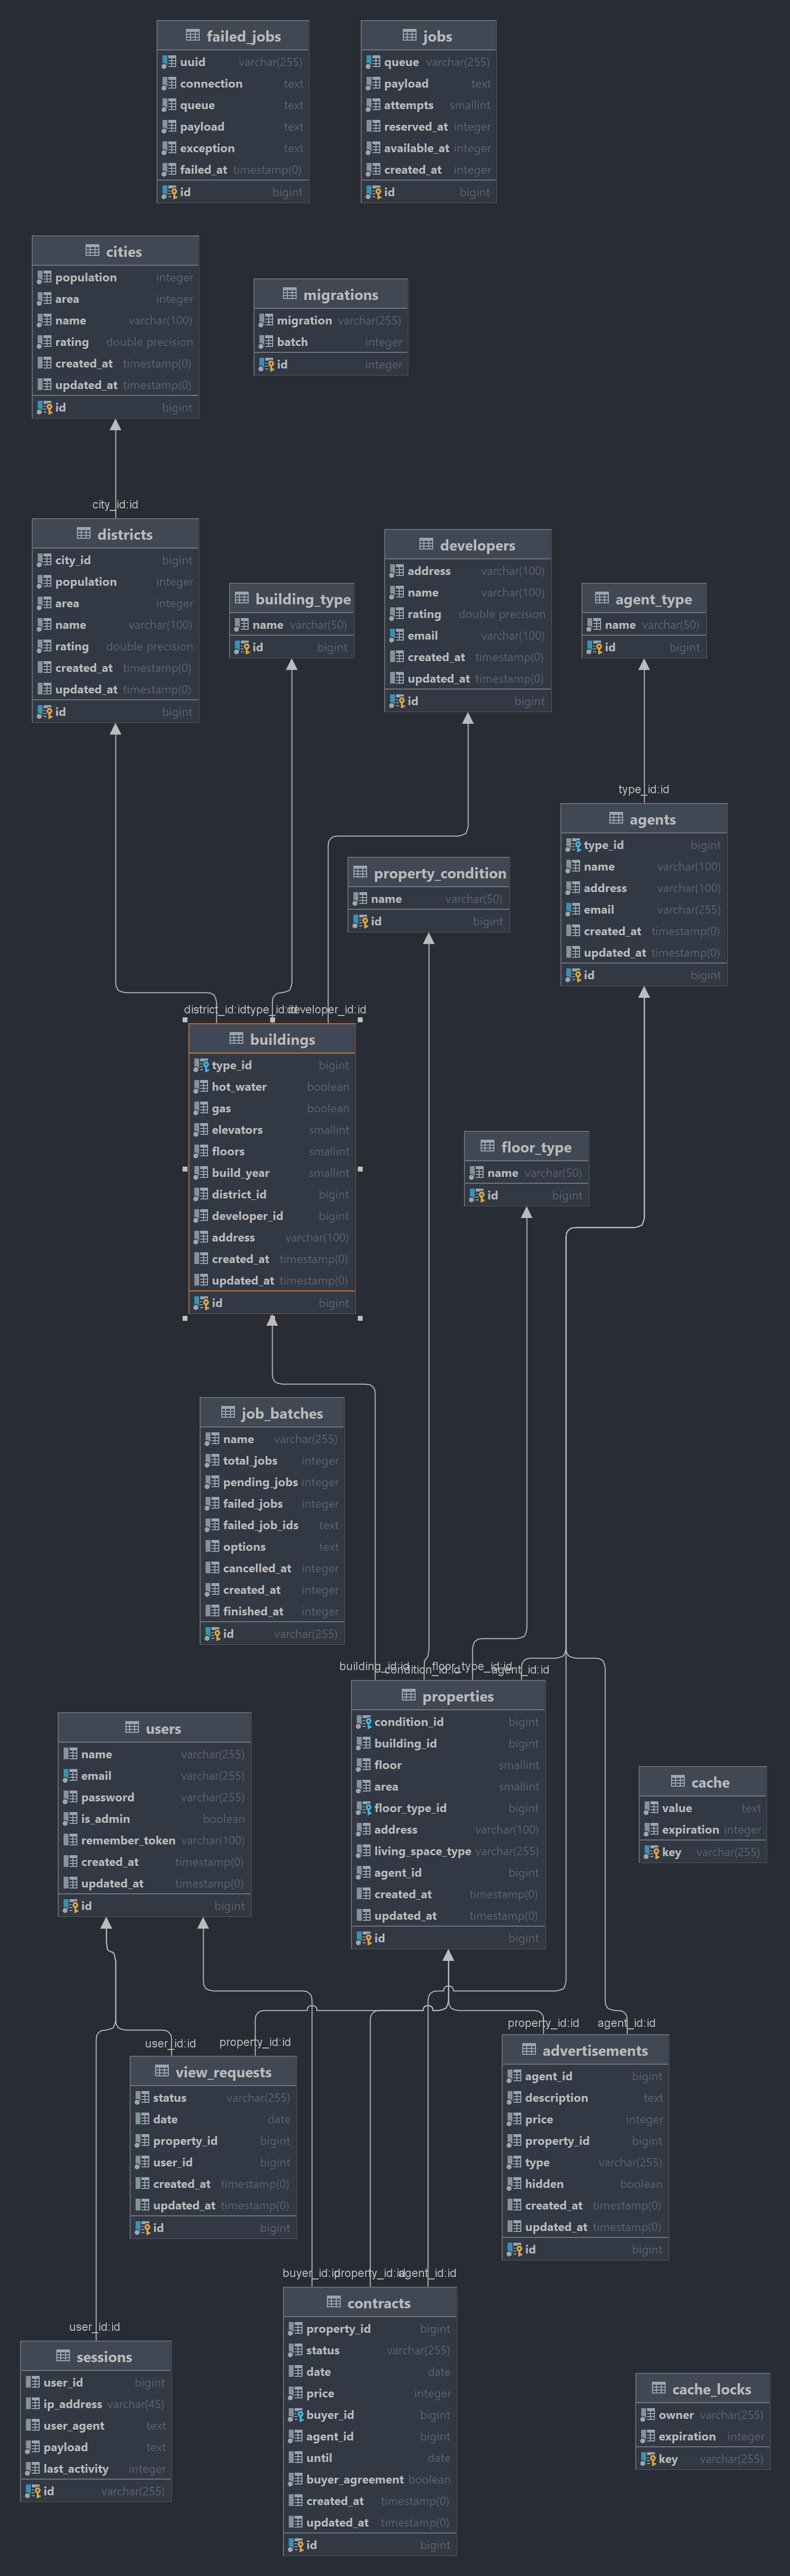 failed_jobs
uuid varchar(255)
connection text
queue text
payload text
exception text
failed_at timestamp(0)
id bigint
jobs
queue varchar(255)
payload text
attempts smallint
reserved_at integer
available_at integer
created_at integer
id bigint
cities
population integer
area integer
name varchar(100)
rating double precision
created_at timestamp(0)
updated_at timestamp(0)
id bigint
migrations
migration varchar(255)
batch integer
id integer
city_id:id
districts
city_id bigint
population integer
area integer
name varchar(100)
rating double precision
created_at timestamp(0)
updated_at timestamp(0)
id bigint
building_type
name varchar(50)
id bigint
developers
address varchar(100)
name varchar(100)
rating double precision
email varchar(100)
created_at timestamp(0)
updated_at timestamp(0)
id bigint
agent_type
name varchar(50)
id bigint
type_id:id
agents
type_id bigint
name varchar(100)
address varchar(100)
email varchar(255)
created_at timestamp(0)
updated_at timestamp(0)
id bigint
property_condition
name varchar(50)
id bigint
district_id:id
type_id:id
developer_id:id
buildings
type_id bigint
hot_water boolean
gas boolean
elevators smallint
floors smallint
build_year smallint
district_id bigint
developer_id bigint
address varchar(100)
created_at timestamp(0)
updated_at timestamp(0)
id bigint
floor_type
name varchar(50)
id bigint
job_batches
name varchar(255)
total_jobs integer
pending_jobs integer
failed_jobs integer
failed_job_ids text
options text
cancelled_at integer
created_at integer
finished_at integer
id varchar(255)
building_id:id
condition_id:id
floor_type_id:id
agent_id:id
properties
condition_id bigint
building_id bigint
floor smallint
area smallint
floor_type_id bigint
address varchar(100)
living_space_type varchar(255)
agent_id bigint
created_at timestamp(0)
updated_at timestamp(0)
id bigint
users
name varchar(255)
email varchar(255)
password varchar(255)
is_admin boolean
remember_token varchar(100)
created_at timestamp(0)
updated_at timestamp(0)
id bigint
cache
value text
expiration integer
key varchar(255)
user_id:id
property_id:id
view_requests
status varchar(255)
date date
property_id bigint
user_id bigint
created_at timestamp(0)
updated_at timestamp(0)
id bigint
property_id:id
agent_id:id
advertisements
agent_id bigint
description text
price integer
property_id bigint
type varchar(255)
hidden boolean
created_at timestamp(0)
updated_at timestamp(0)
id bigint
buyer_id:id
property_id:id
agent_id:id
contracts
property_id bigint
status varchar(255)
date date
price integer
buyer_id bigint
agent_id bigint
until date
buyer_agreement boolean
created_at timestamp(0)
updated_at timestamp(0)
id bigint
user_id:id
sessions
user_id bigint
ip_address varchar(45)
user_agent text
payload text
last_activity integer
id varchar(255)
cache_locks
owner varchar(255)
expiration integer
key varchar(255)